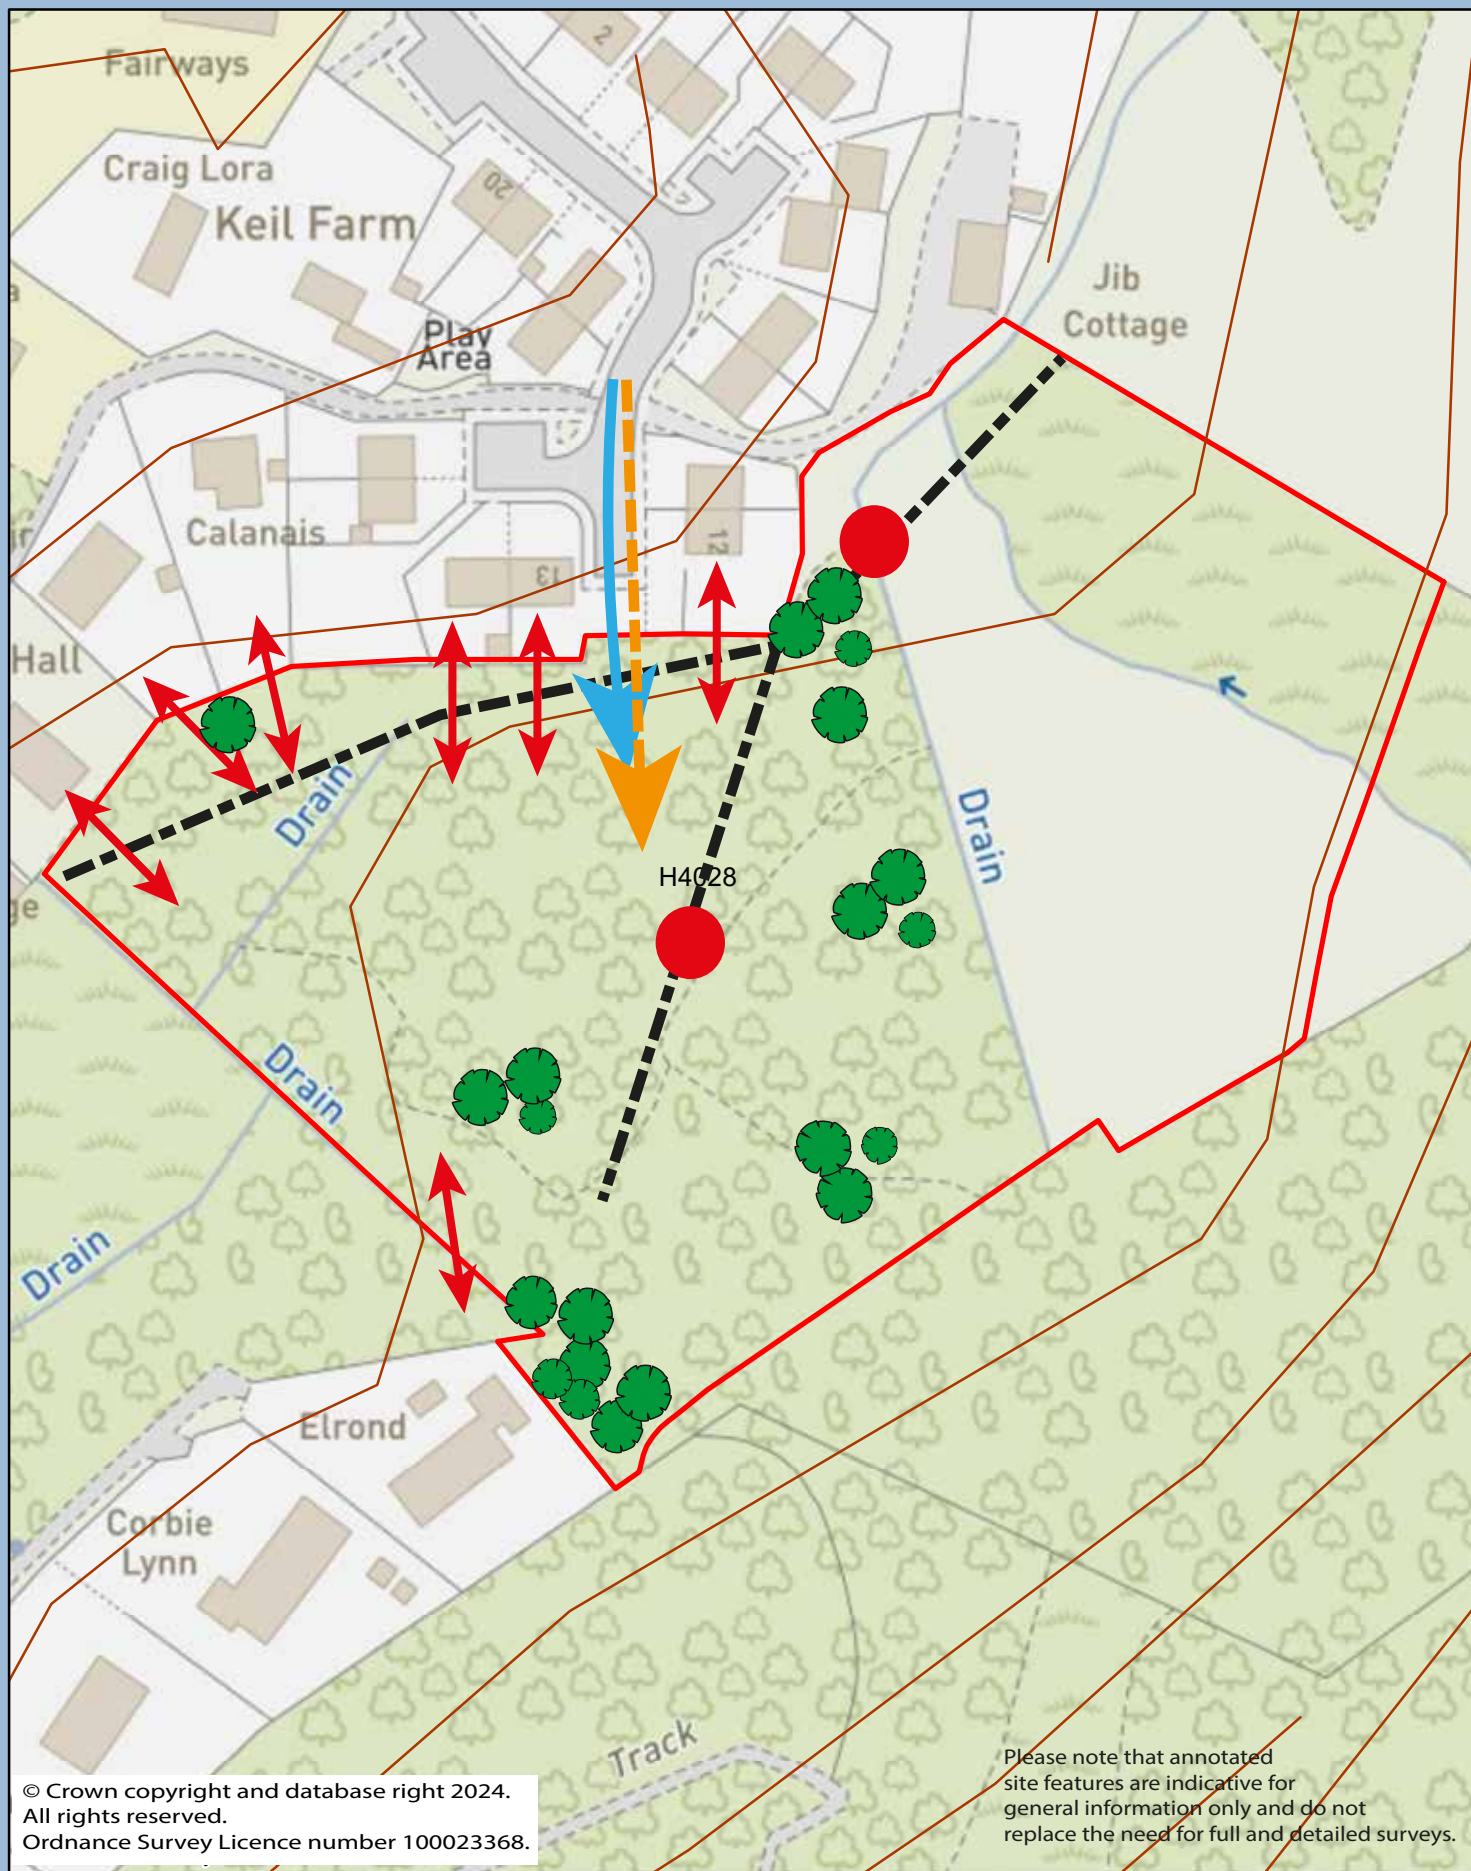 2
Fairways
Craig Lora
20
Keil Farm
Jib
Cottage
Play
Area
Calanais
12
13
Hall
Drain
Drain
H4028
ge
Drain
Drain
Elrond
Corbie
Lynn
Track
Please note that annotated
site features are indicative for
general information only and do not
replace the need for full and detailed surveys.
© Crown copyright and database right 2024.
All rights reserved.
Ordnance Survey Licence number 100023368.